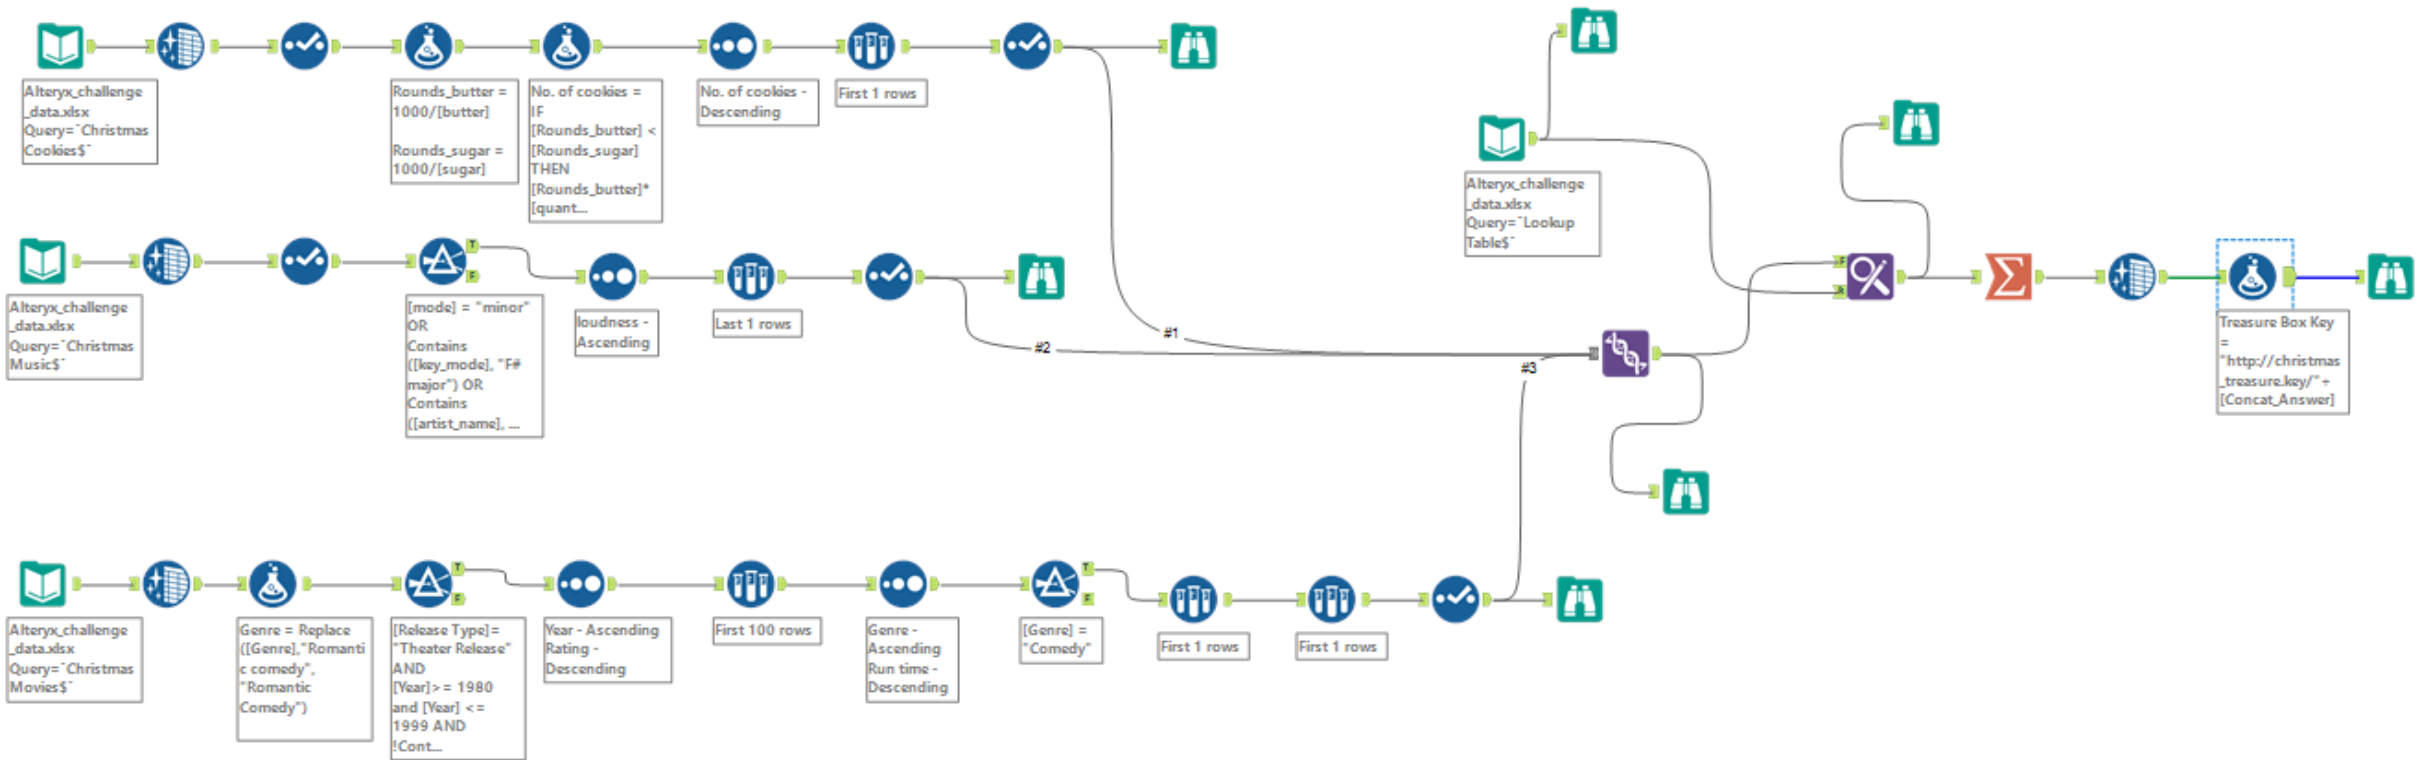 Alteryx_challenge
_data.xlsx
Query=`Christmas
Cookies$`
Rounds_butter =
1000/[butter]
Rounds_sugar =
1000/[sugar]
No. of cookies =
IF
[Rounds_butter] <
[Rounds_sugar]
THEN
[Rounds_butter]*
[quant...
No. of cookies -
Descending
First 1 rows
Alteryx_challenge
_data.xlsx
Query=`Lookup
Table$`
Alteryx_challenge
_data.xlsx
Query=`Christmas
Music$`
T
F
[mode] = "minor"
OR
Contains
([key_mode], "F#
major") OR
Contains
([artist_name], ...
loudness -
Ascending
Last 1 rows
#1
#2
#3
F
R
Treasure Box Key
=
"http://christmas
_treasure.key/"+
[Concat_Answer]
Alteryx_challenge
_data.xlsx
Query=`Christmas
Movies$`
Genre = Replace
([Genre],"Romanti
c comedy",
"Romantic
Comedy")
T
F
[Release Type]=
"Theater Release"
AND
[Year]>= 1980
and [Year] <=
1999 AND
!Cont...
Year - Ascending
Rating -
Descending
First 100 rows
Genre -
Ascending
Run time -
Descending
T
F
[Genre] =
"Comedy"
First 1 rows
First 1 rows